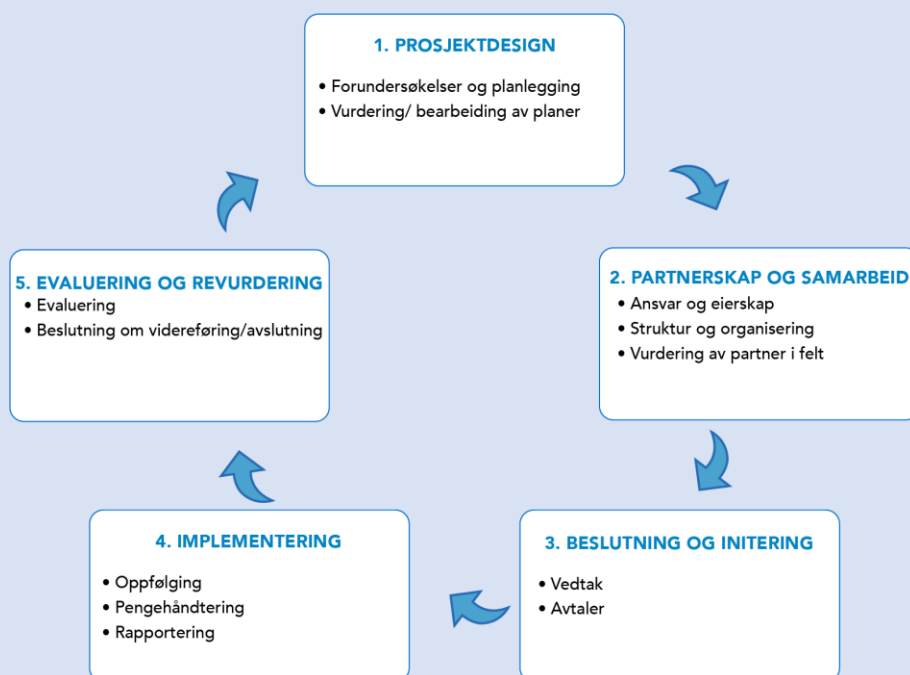 1. PROSJEKTDESIGN
• Forundersøkelser og planlegging
• Vurdering/ bearbeiding av planer
2. PARTNERSKAP OG SAMARBEID
• Ansvar og eierskap
• Struktur og organisering
• Vurdering av partner i felt
3. BESLUTNING OG INITERING
• Vedtak
• Avtaler
4. IMPLEMENTERING
• Oppfølging
• Pengehåndtering
• Rapportering
5. EVALUERING OG REVURDERING
• Evaluering
• Beslutning om videreføring/avslutning